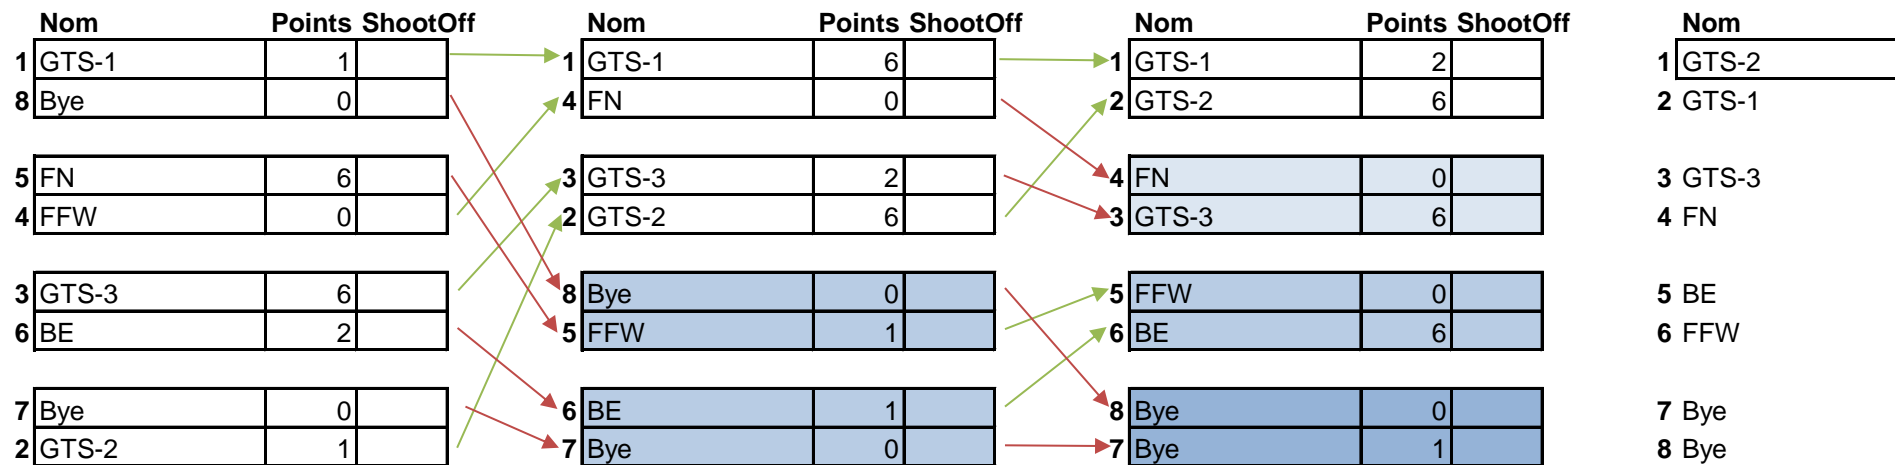 Nom Points ShootOff Nom Points ShootOff Nom Points ShootOff Nom
1 GTS-1 1 1 GTS-1 6 1 GTS-1 2 1 GTS-2
8 Bye 0 4 FN 0 2 GTS-2 6 2 GTS-1
5 FN 6 3 GTS-3 2 4 FN 0 3 GTS-3
4 FFW 0 2 GTS-2 6 3 GTS-3 6 4 FN
3 GTS-3 6 8 Bye 0 5 FFW 0 5 BE
6 BE 2 5 FFW 1 6 BE 6 6 FFW
7 Bye 0 6 BE 1 8 Bye 0 7 Bye
2 GTS-2 1 7 Bye 0 7 Bye 1 8 Bye